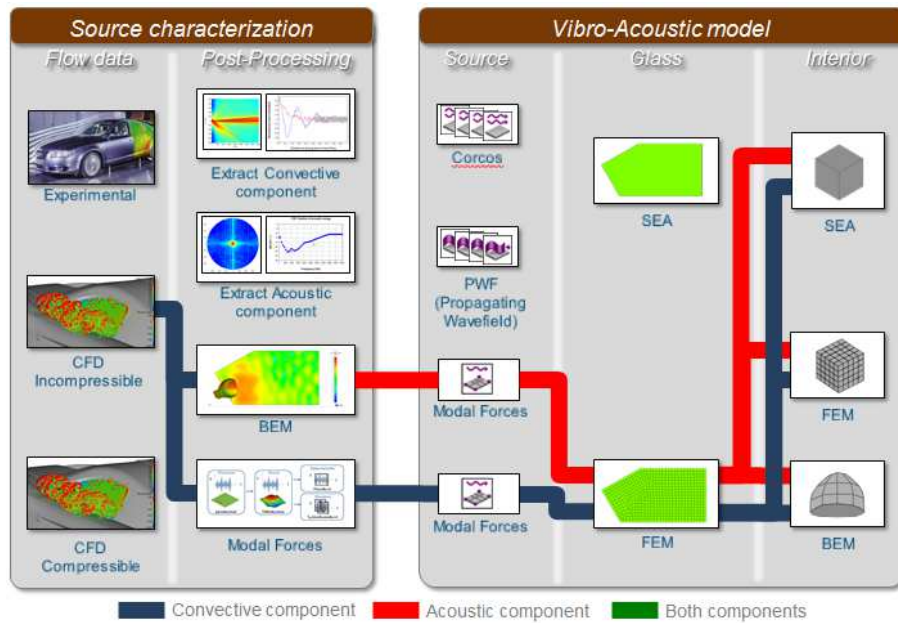 Source characterization
Vibro-Acoustic model
Flow data
Post-Processing
Source
Glass
Interior
Experimental
Extract Convective
component
Corcos
SEA
SEA
Extract Acoustic
component
PWF
(Propagating
Wavefield)
CFD
Incompressible
BEM
Modal Forces
FEM
CFD
Compressible
Modal Forces
Modal Forces
FEM
BEM
Convective component
Acoustic component
Both components